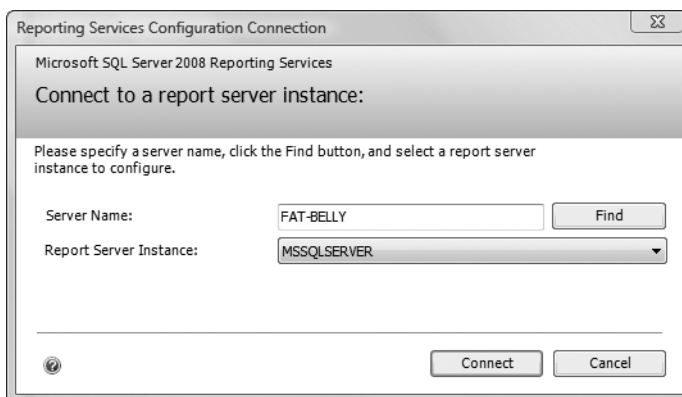 Reporting Services Configuration Connection
Microsoft SQL Server 2008 Reporting Services
Connect to a report server instance:
Please specify a server name, click the Find button, and select a report server
instance to configure.
Server Name:
FAT-BELLY
Find
Report Server Instance:
MSSQLSERVER
Connect
Cancel